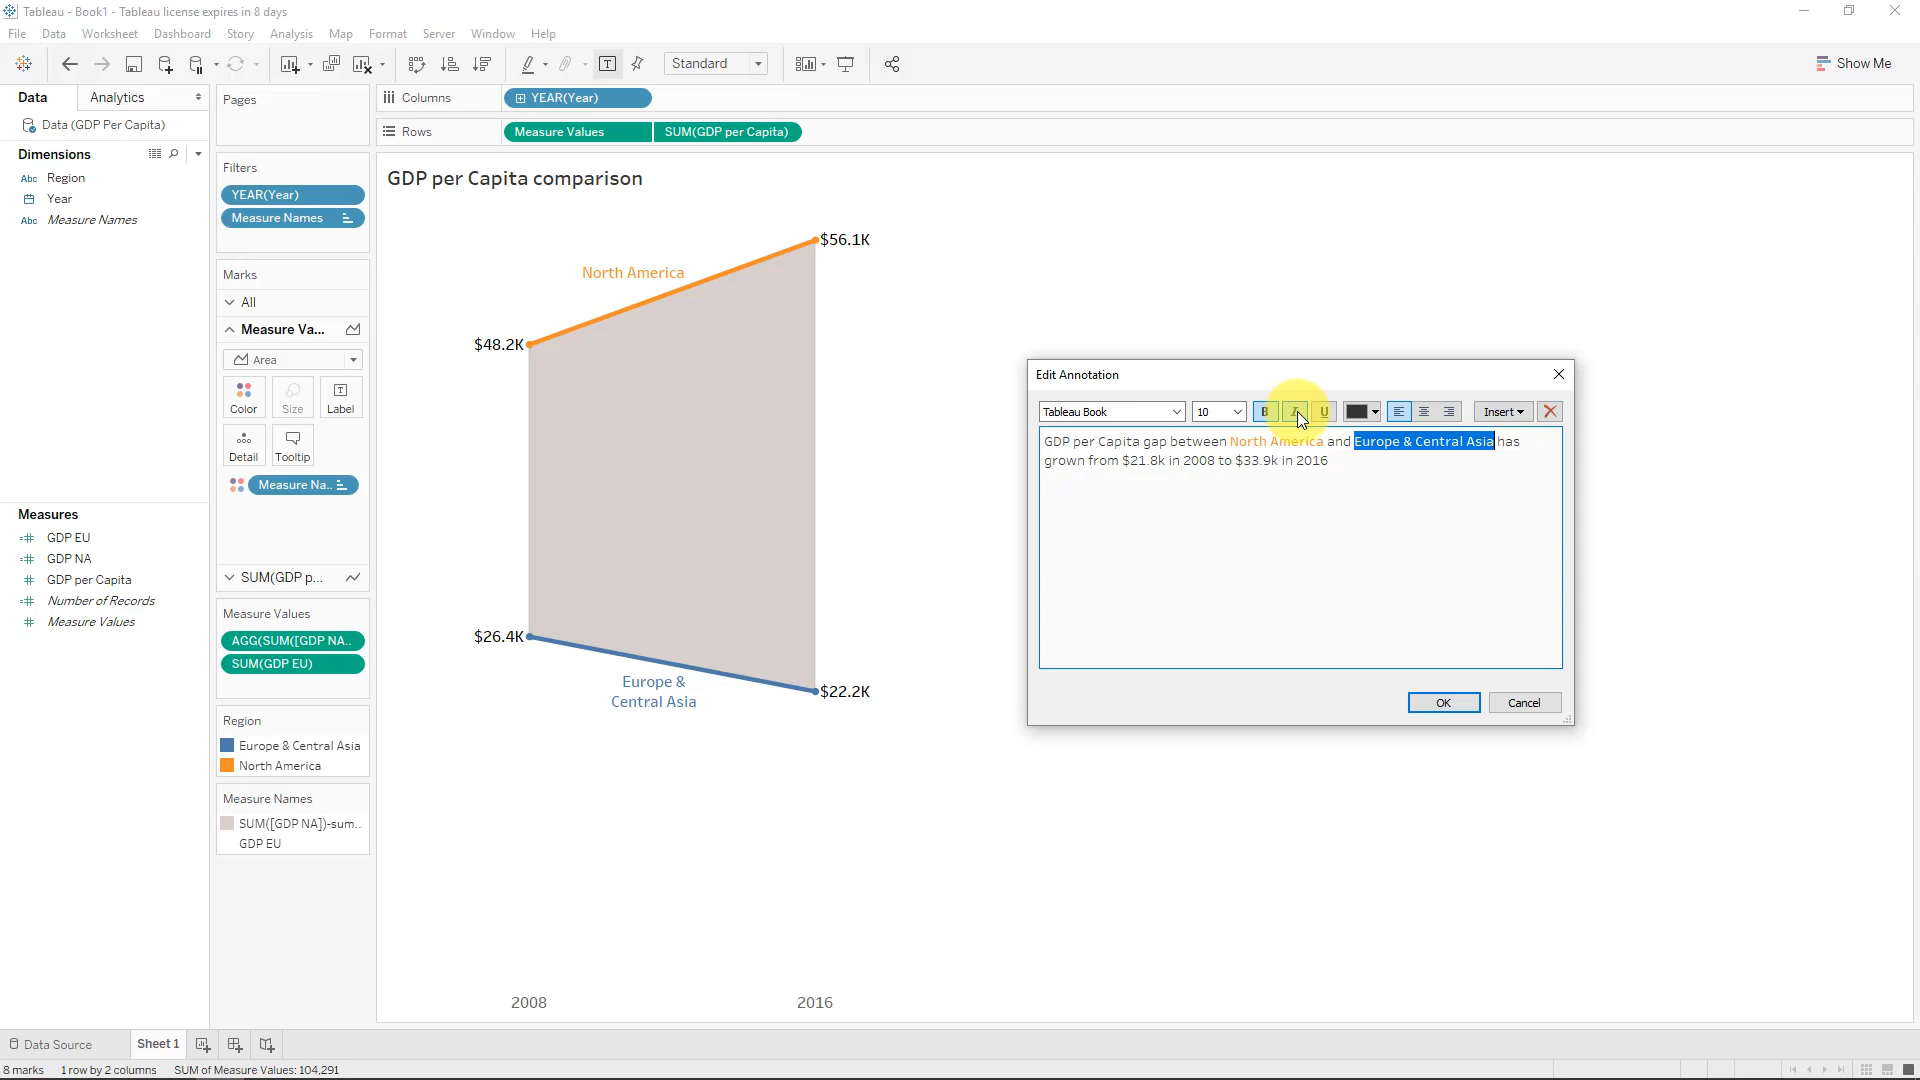 Tableau - Book1 - Tableau license expires in 8 days
File Data Worksheet Dashboard Story Analysis Map Format Server Window Help
Standard
Show Me
Data Analytics
Data (GDP Per Capita)
Dimensions
Abc Region
Year
Abc Measure Names
Measures
GDP EU
GDP NA
GDP per Capita
Number of Records
Measure Values
Pages
Filters
YEAR(Year)
Measure Names
Marks
All
Measure Va...
Area
Color Size Label
Detail Tooltip
Measure Na..
SUM(GDP p...
Measure Values
AGG(SUM([GDP NA..
SUM(GDP EU)
Region
Europe & Central Asia
North America
Measure Names
SUM([GDP NA])-sum..
GDP EU
Columns YEAR(Year)
Rows Measure Values SUM(GDP per Capita)
GDP per Capita comparison
$56.1K
North America
$48.2K
$26.4K
Europe &
Central Asia
$22.2K
2008 2016
Edit Annotation
Tableau Book 10 B I U Insert
GDP per Capita gap between North America and Europe & Central Asia has
grown from $21.8k in 2008 to $33.9k in 2016
OK Cancel
Data Source Sheet 1
8 marks 1 row by 2 columns SUM of Measure Values: 104,291